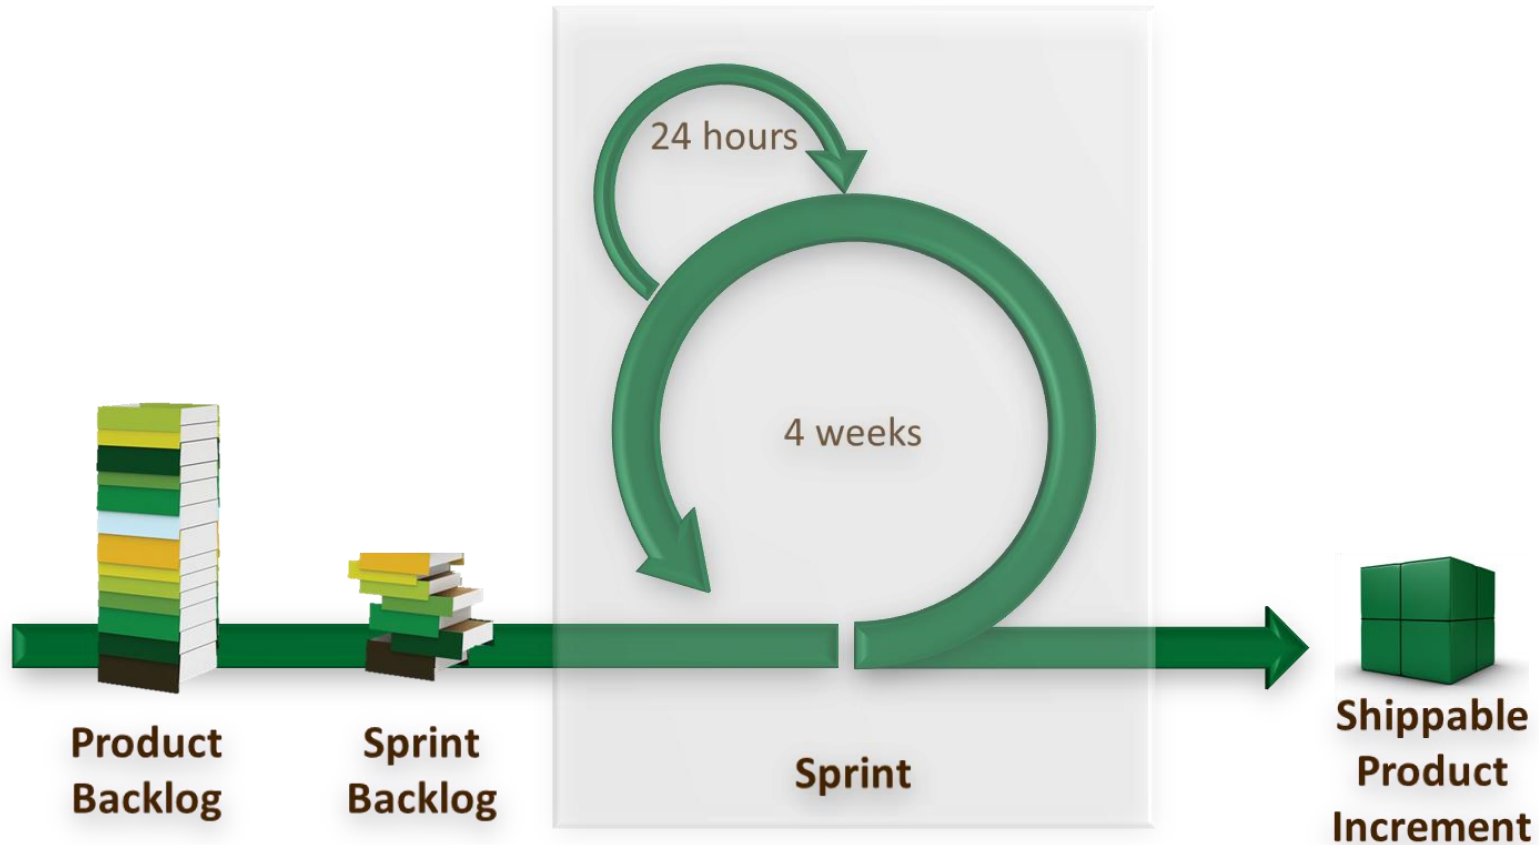 24 hours
4 weeks
Product
Backlog
Sprint
Backlog
Sprint
Shippable
Product
Increment